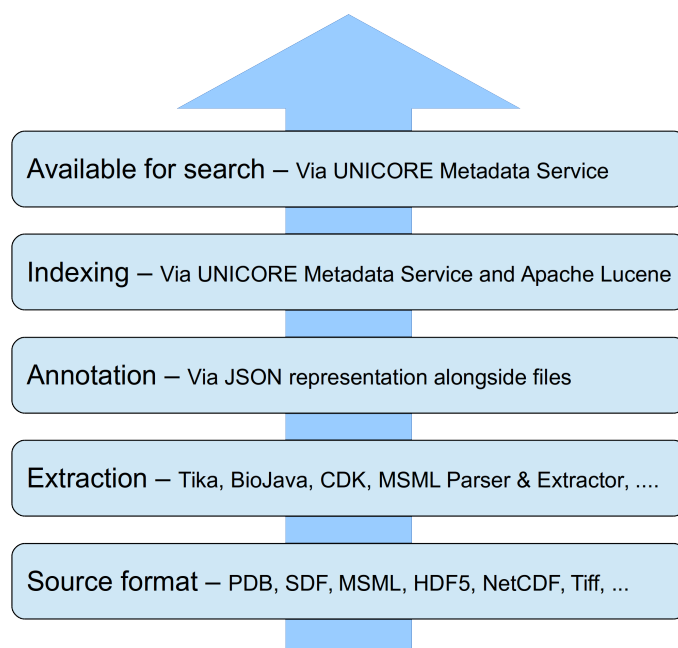 Available for search – Via UNICORE Metadata Service
Indexing – Via UNICORE Metadata Service and Apache Lucene
Annotation – Via JSON representation alongside files
Extraction – Tika, BioJava, CDK, MSML Parser & Extractor, ....
Source format – PDB, SDF, MSML, HDF5, NetCDF, Tiff, ...